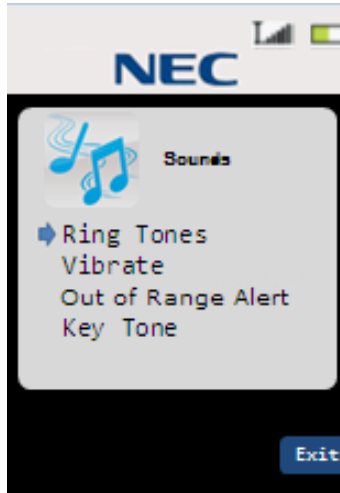 NEC
Sounds
Ring Tones
Vibrate
Out of Range Alert
Key Tone
Exit